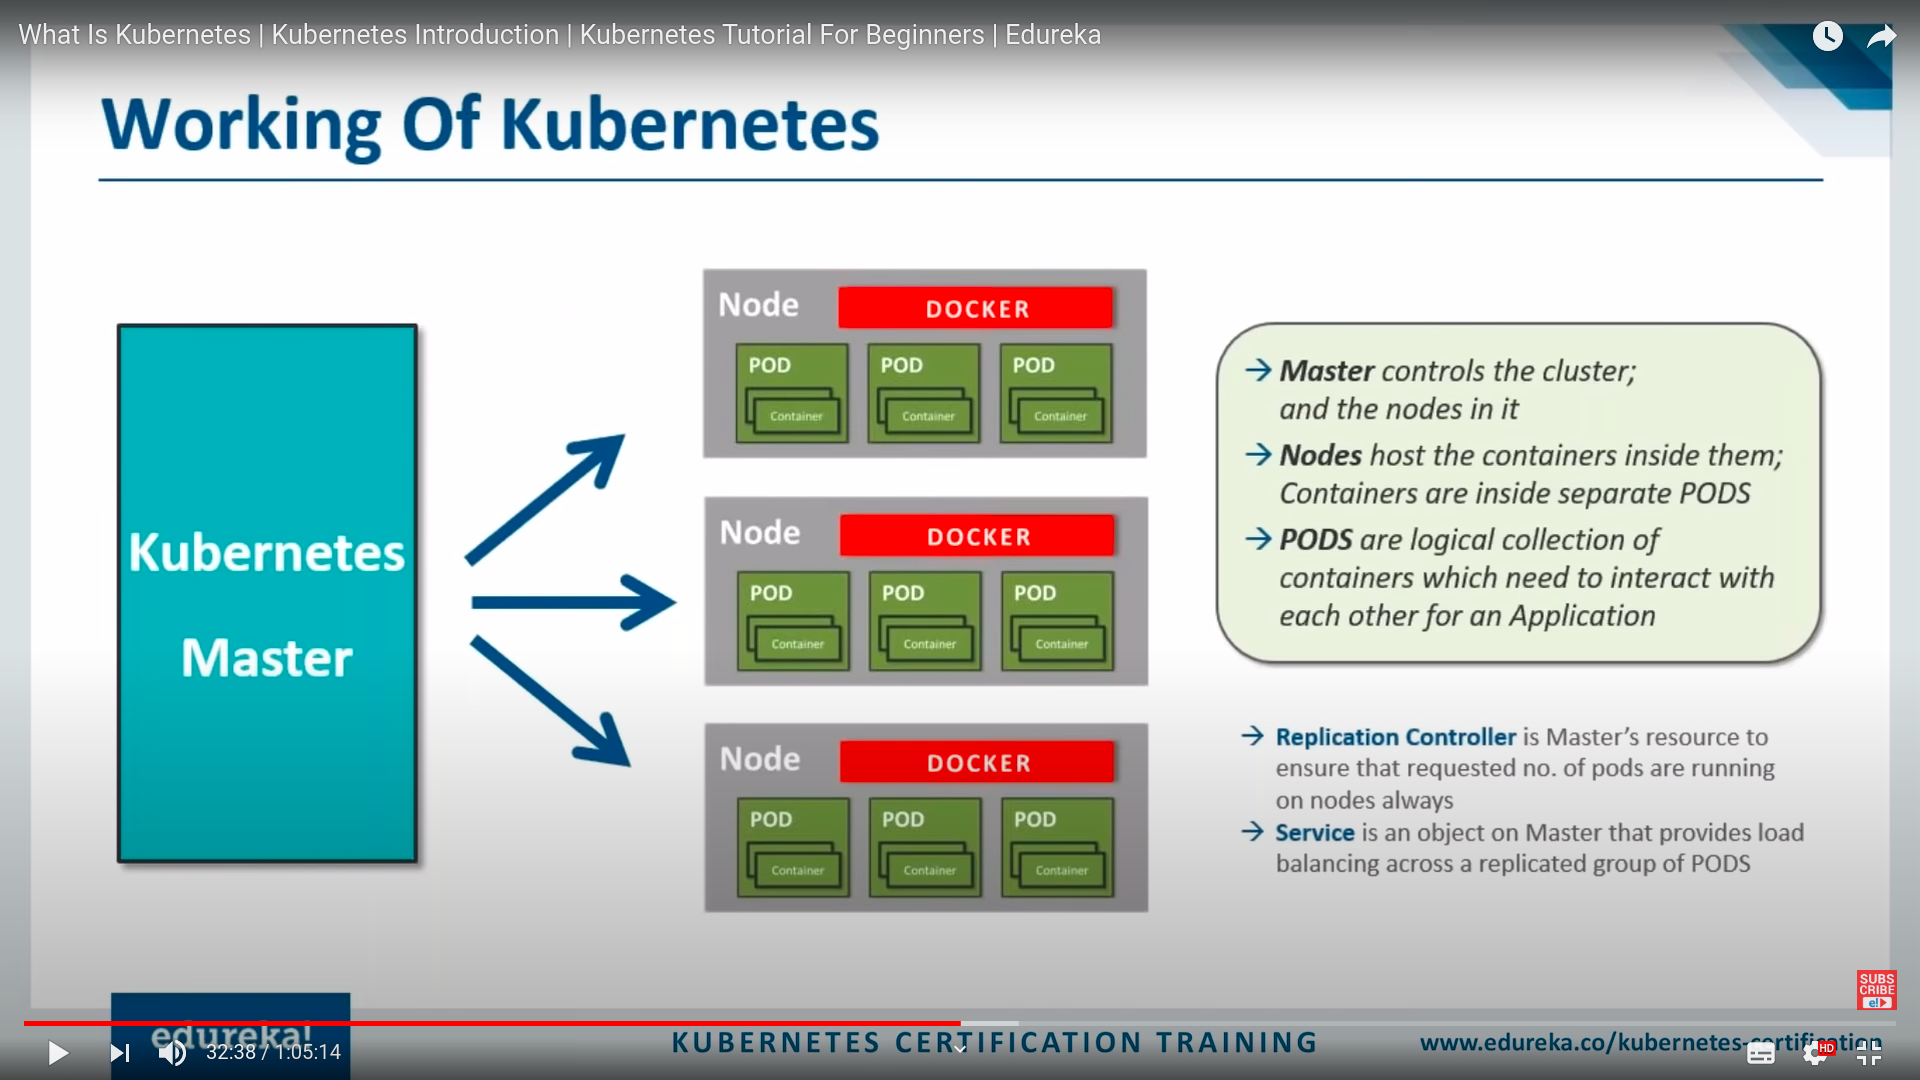 What Is Kubernetes | Kubernetes Introduction | Kubernetes Tutorial For Beginners | Edureka
Working Of Kubernetes
Kubernetes
Master
Node
DOCKER
POD
POD
POD
Container
Container
Container
Node
DOCKER
POD
POD
POD
Container
Container
Container
Node
DOCKER
POD
POD
POD
Container
Container
Container
→ Master controls the cluster;
and the nodes in it
→ Nodes host the containers inside them;
Containers are inside separate PODS
→ PODS are logical collection of
containers which need to interact with
each other for an Application
→ Replication Controller is Master's resource to
ensure that requested no. of pods are running
on nodes always
→ Service is an object on Master that provides load
balancing across a replicated group of PODS
SUBS
CRIBE
e!
edureka!
32:38 / 1:05:14
KUBERNETES CERTIFICATION TRAINING
www.edureka.co/kubernetes-certification
HD